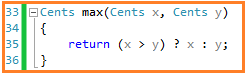 33 Cents max(Cents x, Cents y)
34 {
35 return (x > y) ? x : y;
36 }